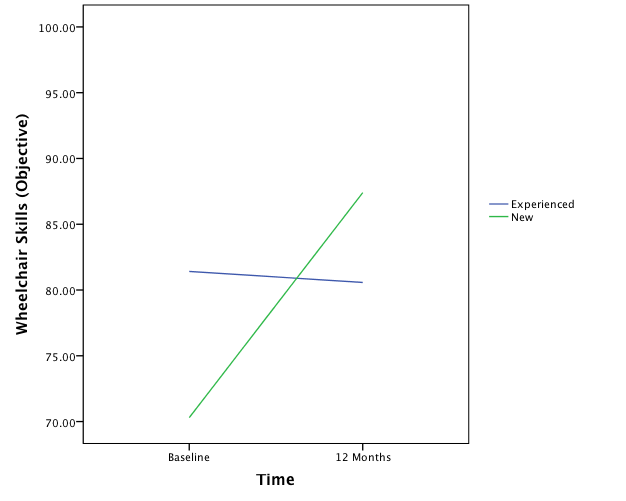 100.00
95.00
90.00
85.00
80.00
75.00
70.00
Wheelchair Skills (Objective)
Baseline
12 Months
Time
Experienced
New